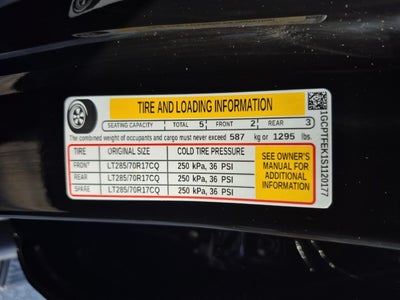 TIRE AND LOADING INFORMATION
SEATING CAPACITY TOTAL 5 FRONT 2 REAR 3
The combined weight of occupants and cargo must never exceed 587 kg or 1295 lbs.
TIRE ORIGINAL SIZE COLD TIRE PRESSURE
FRONT LT285/70R17CQ 250 kPa, 36 PSI
REAR LT285/70R17CQ 250 kPa, 36 PSI
SPARE LT285/70R17CQ 250 kPa, 36 PSI
SEE OWNER'S
MANUAL FOR
ADDITIONAL
INFORMATION
1GCPTFEK1S1120177